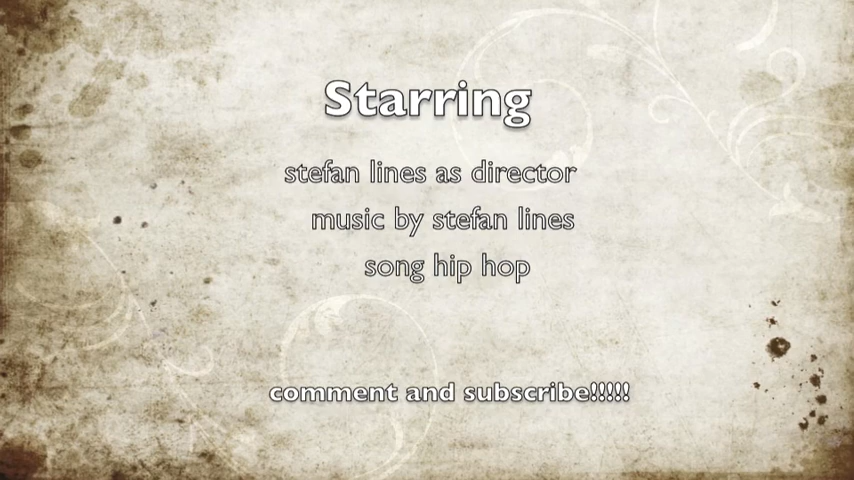 Starring
stefan lines as director
music by stefan lines
song hip hop
comment and subscribe!!!!!